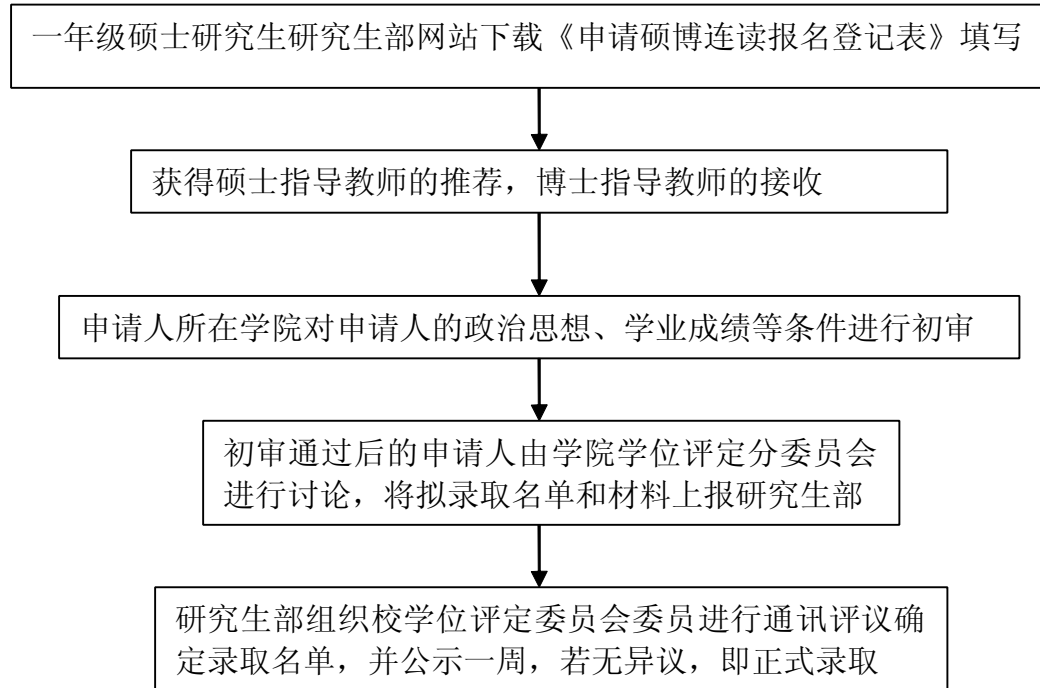 一年级硕士研究生研究生部网站下载《申请硕博连读报名登记表》填写
获得硕士指导教师的推荐，博士指导教师的接收
申请人所在学院对申请人的政治思想、学业成绩等条件进行初审
初审通过后的申请人由学院学位评定分委员会
进行讨论，将拟录取名单和材料上报研究生部
研究生部组织校学位评定委员会委员进行通讯评议确
定录取名单，并公示一周，若无异议，即正式录取